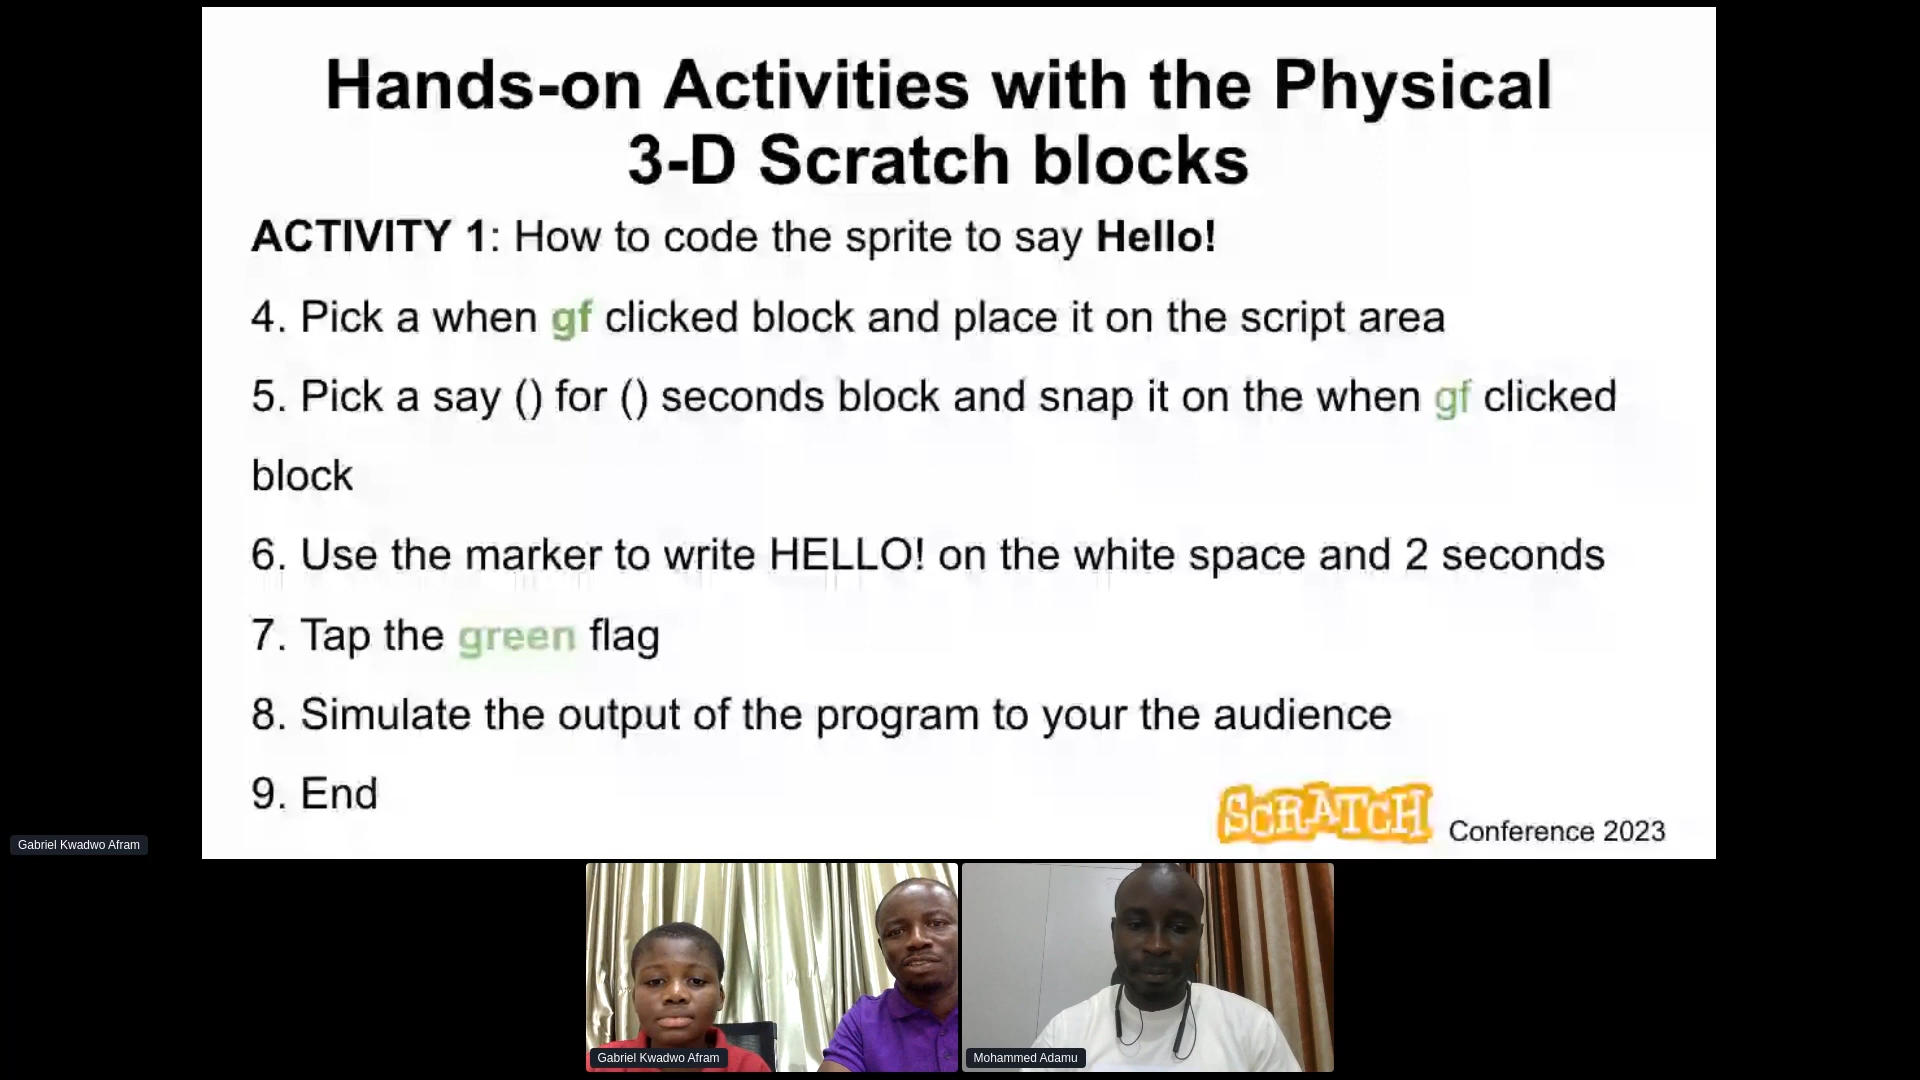 Hands-on Activities with the Physical
3-D Scratch blocks
ACTIVITY 1: How to code the sprite to say Hello!
4. Pick a when gf clicked block and place it on the script area
5. Pick a say () for () seconds block and snap it on the when gf clicked
block
6. Use the marker to write HELLO! on the white space and 2 seconds
7. Tap the green flag
8. Simulate the output of the program to your the audience
9. End
SCRATCH Conference 2023
Gabriel Kwadwo Afram
Gabriel Kwadwo Afram
Mohammed Adamu